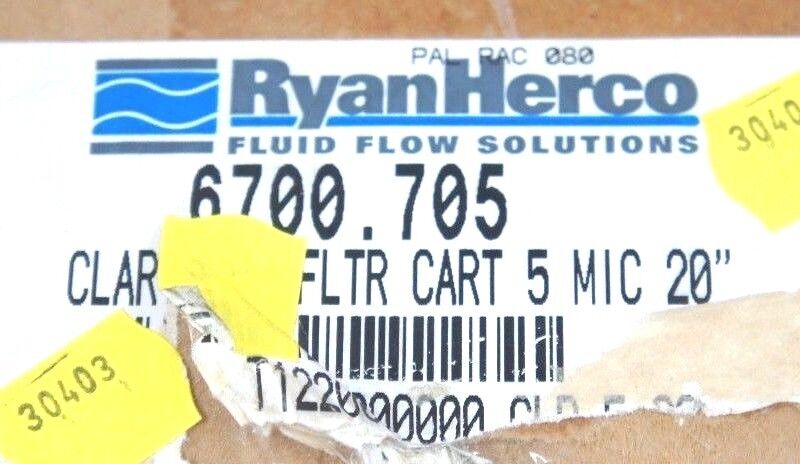 PAL RAC 080
RyanHerco
FLUID FLOW SOLUTIONS
3040
6700.705
CLAR FLTR CART 5 MIC 20”
30403